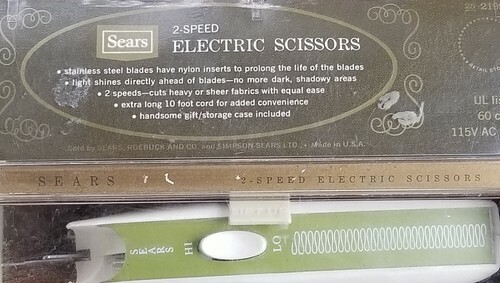 Sears
2-SPEED
ELECTRIC SCISSORS
• stainless steel blades have nylon inserts to prolong the life of the blades
• light shines directly ahead of blades—no more dark, shadowy areas
• 2 speeds—cuts heavy or sheer fabrics with equal ease
• extra long 10 foot cord for added convenience
• handsome gift/storage case included
UL
60
115V AC
Sold by SEARS, ROEBUCK AND CO. and SIMPSON-SEARS LTD., • Made in U.S.A.
SEARS
2-SPEED ELECTRIC SCISSORS
SEARS
HI
LO